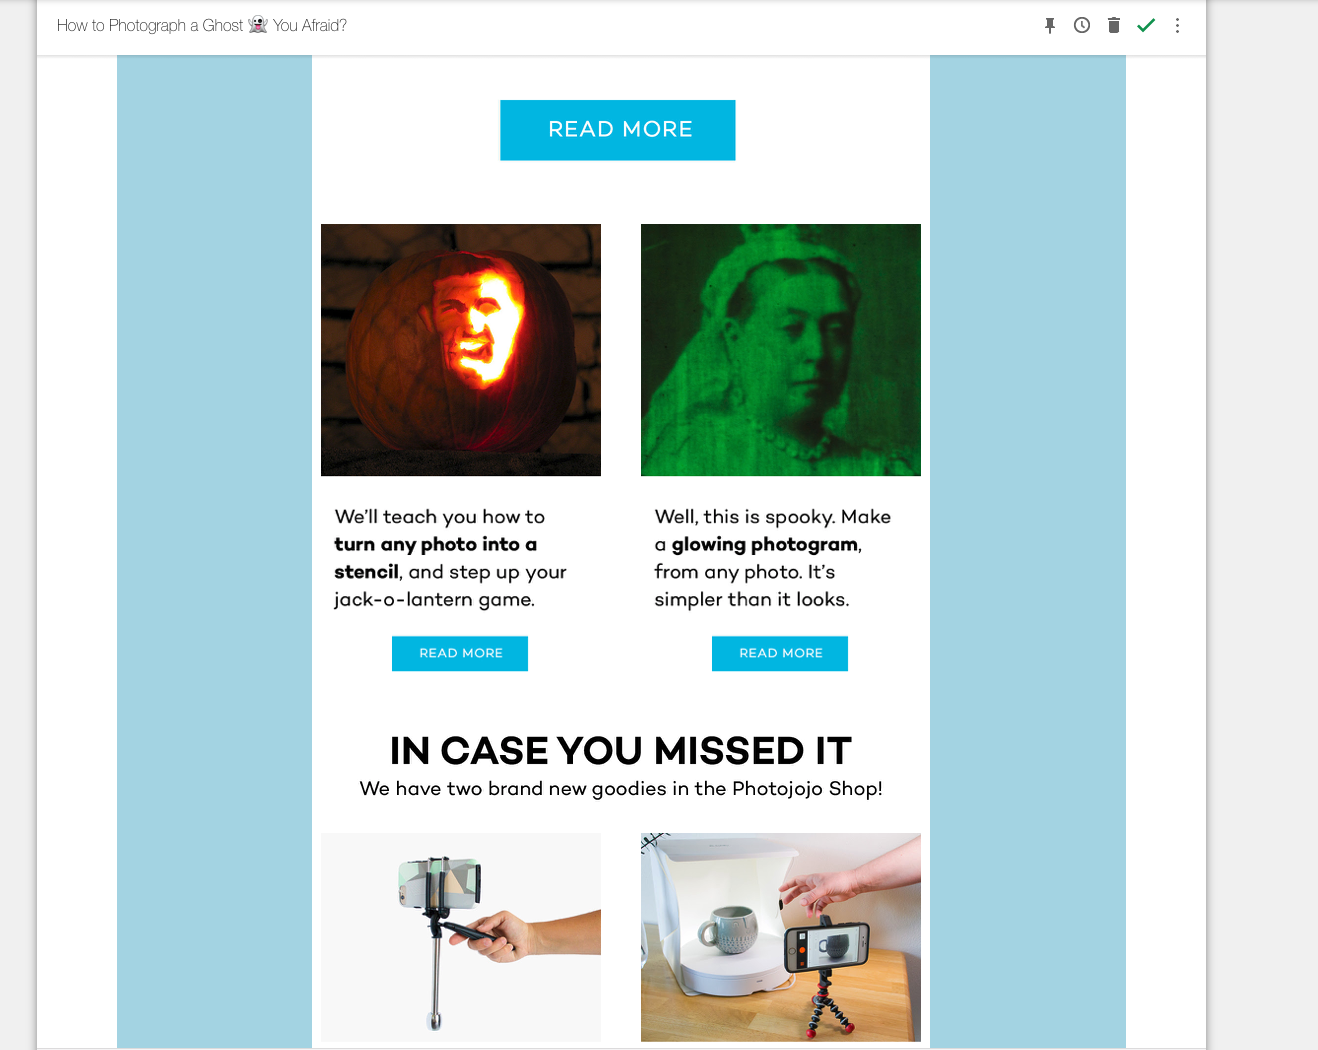 How to Photograph a Ghost 👻 You Afraid?
READ MORE
We'll teach you how to
turn any photo into a
stencil, and step up your
jack-o-lantern game.
READ MORE
Well, this is spooky. Make
a glowing photogram,
from any photo. It's
simpler than it looks.
READ MORE
IN CASE YOU MISSED IT
We have two brand new goodies in the Photojojo Shop!